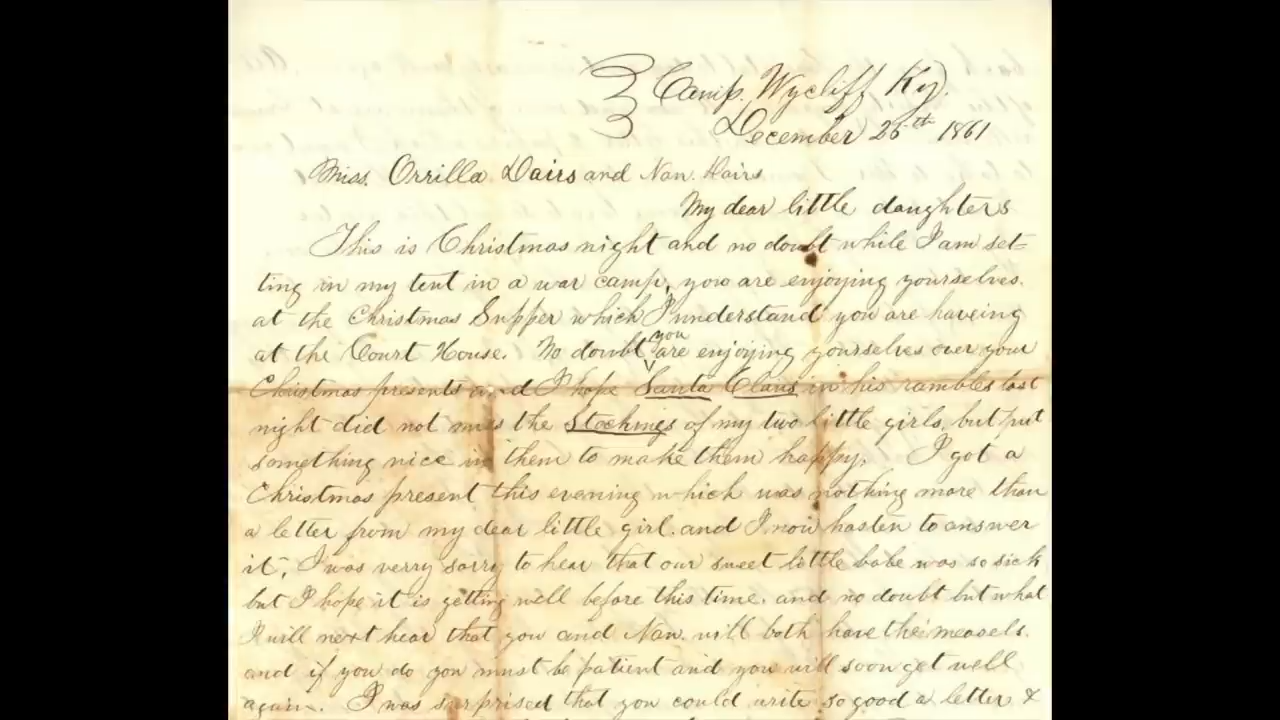 Camp. Wycliff Ky.
December 25th 1861
Miss. Orrilla Davis and Nan. Davis
My dear little daughters
This is Christmas night and no doubt while I am set=
ting in my tent in a war camp, you are enjoying yourselves.
at the Christmas Supper which I understand you are haveing
at the Court House. No doubt you are enjoying yourselves over your
Christmas presents and I hope Santa Claus in his rambles last
night did not miss the Stockings of my two little girls, but put
something nice in them to make them happy. I got a
Christmas present this evening which was nothing more than
a letter from my dear little girl. and I now hasten to answer
it, I was verry sorry to hear that our sweet little babe was so sick
but I hope it is getting well before this time. and no doubt but what
I will next hear that you and Nan. will both have the measels.
and if you do you must be patient and you will soon get well
again. I was surprised that you could write so good a letter &